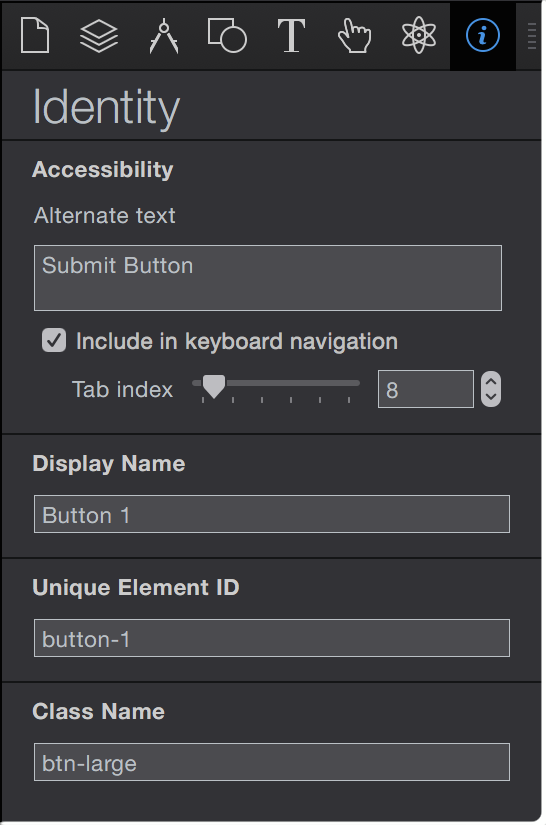 T
i
Identity
Accessibility
Alternate text
Submit Button
Include in keyboard navigation
Tab index 8
Display Name
Button 1
Unique Element ID
button-1
Class Name
btn-large